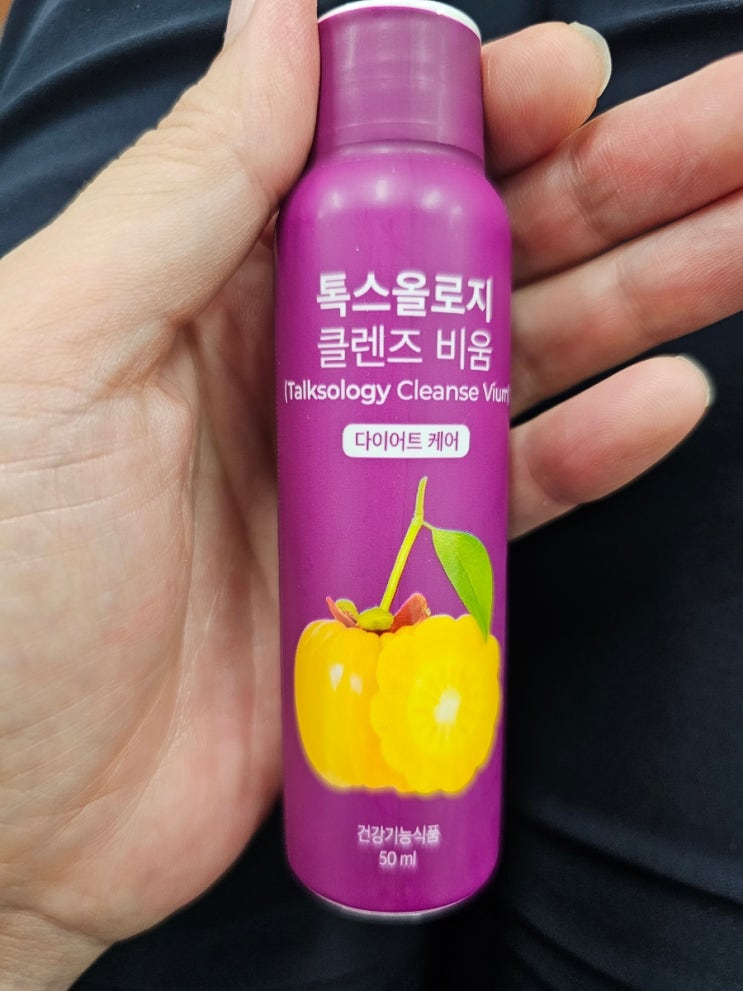 톡스올로지
클렌즈 비움
(Talksology Cleanse Vium)
다이어트 케어
건강기능식품
50 ml